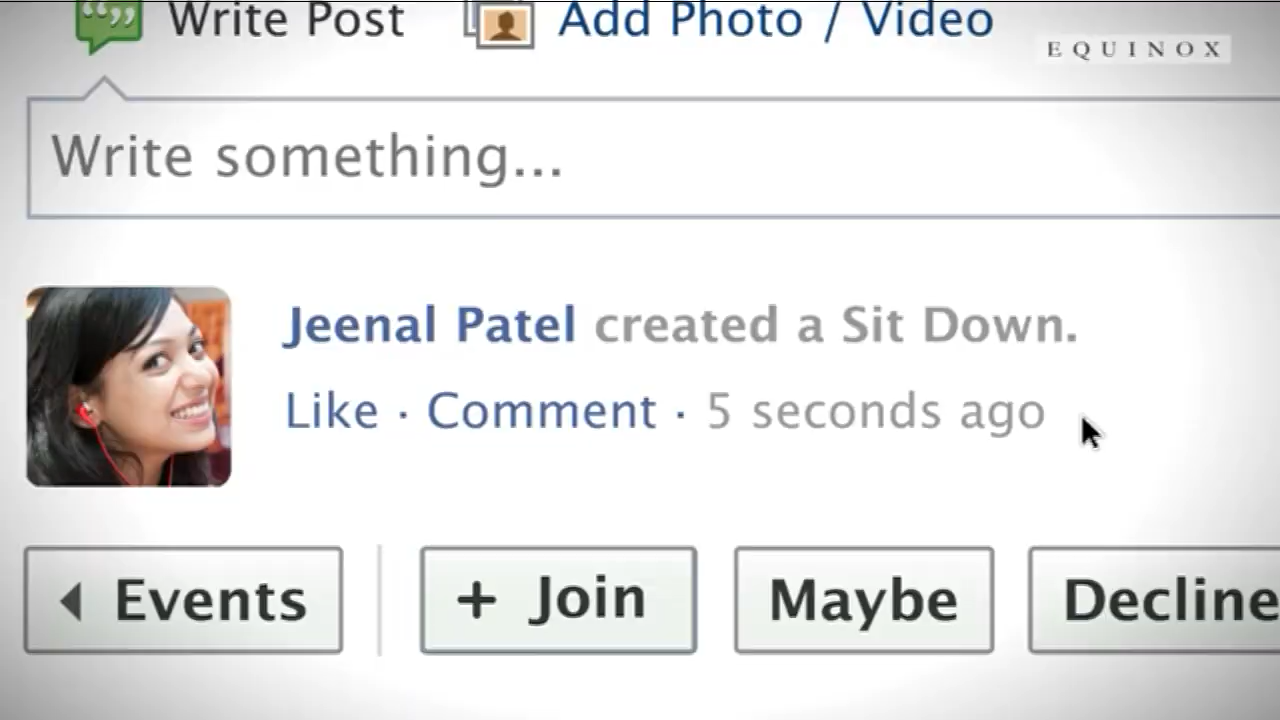 Write Post
Add Photo / Video
EQUINOX
Write something...
Jeenal Patel created a Sit Down.
Like · Comment · 5 seconds ago
Events
+ Join
Maybe
Decline